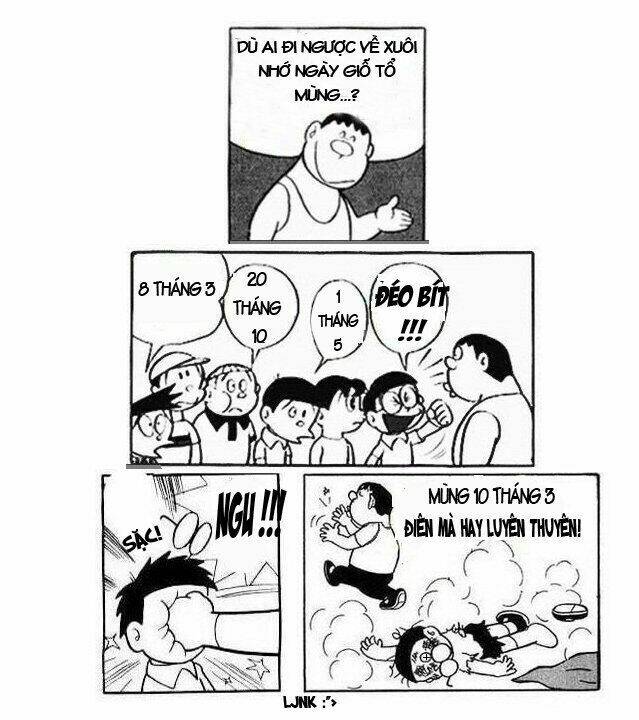 DÙ AI ĐI NGƯỢC VỀ XUÔI
NHỚ NGÀY GIỖ TỔ
MÙNG...?
8 THÁNG 3
20
THÁNG
10
1
THÁNG
5
ĐÉO BÍT
!!!
SẶC!
NGU !!!
MÙNG 10 THÁNG 3
ĐIÊN MÀ HAY LUYÊN THUYÊN!
LJNK :">